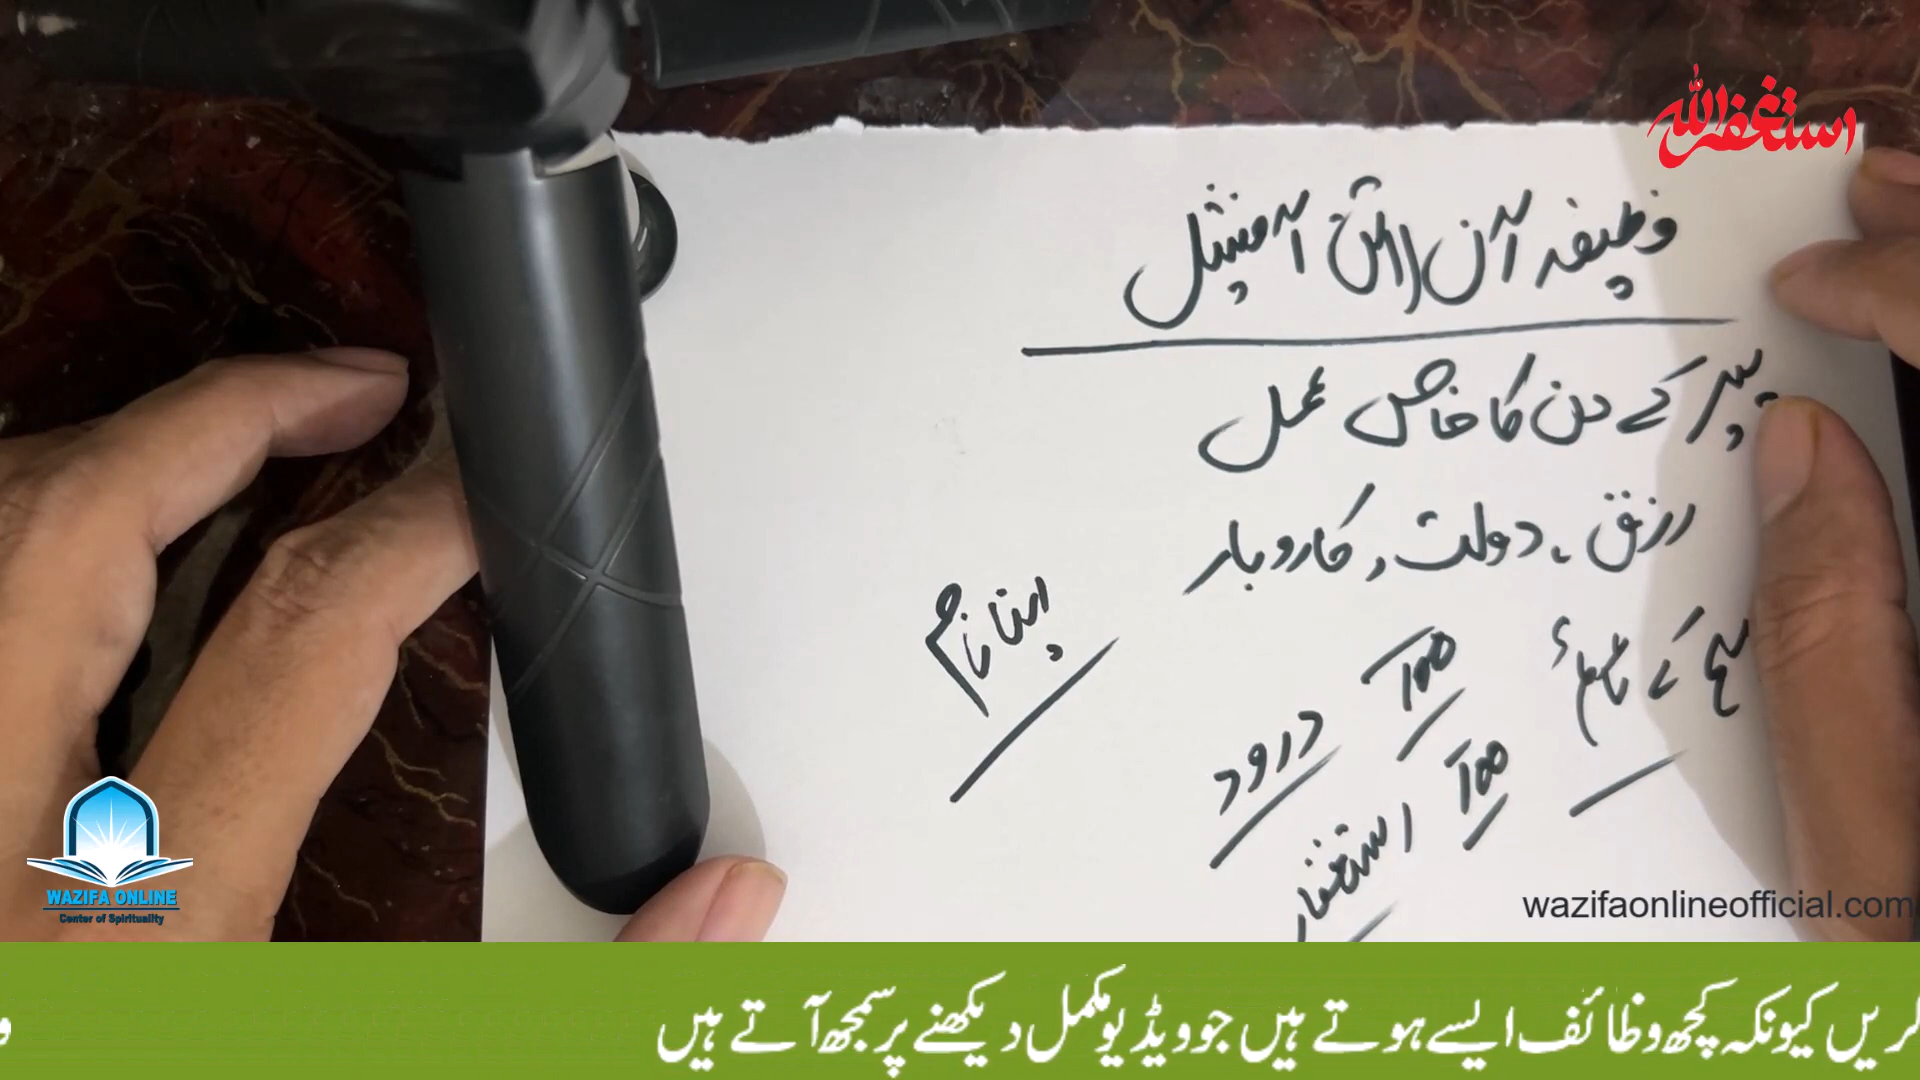 استغفراللہ
وظیفہ آن لائن آفیشل
پیر کے دن کا خاص عمل
رزق، دولت، کاروبار
کے ٹائم
100 درود
100 استغفار
اپنا نام
WAZIFA ONLINE
Center of Spirituality
wazifaonlineofficial.com
کریں کیونکہ کچھ وظائف ایسے ہوتے ہیں جو ویڈیو مکمل دیکھنے پر سمجھ آتے ہیں